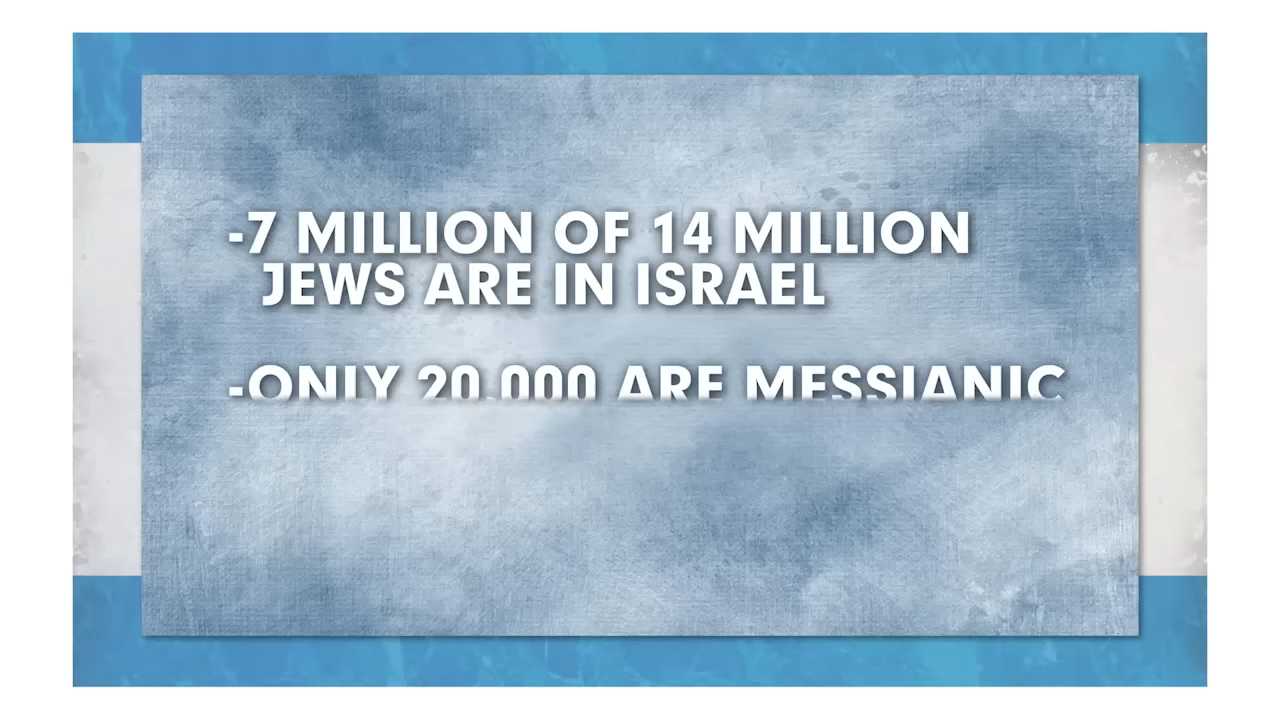 -7 MILLION OF 14 MILLION
JEWS ARE IN ISRAEL
-ONLY 20,000 ARE MESSIANIC